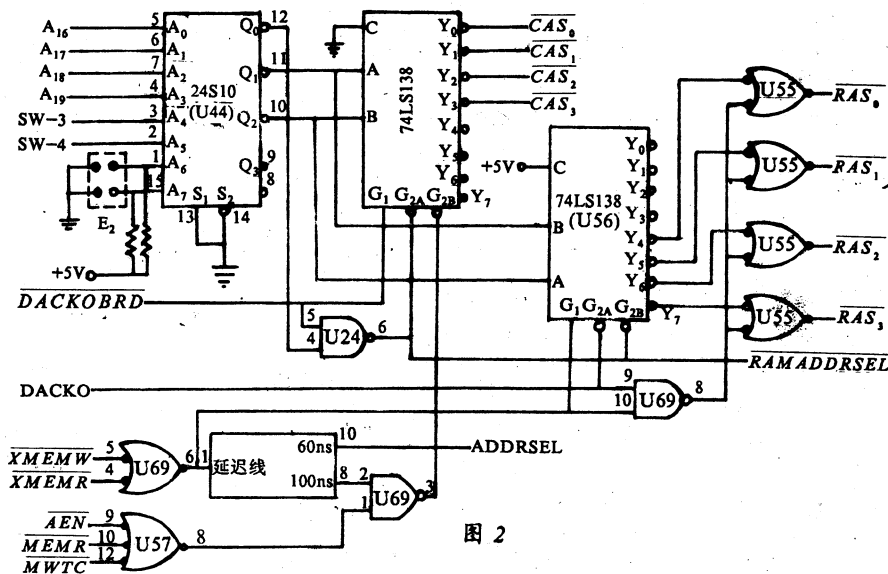 A16 5 A0 Q0 12
A17 6 A1
A18 7 A2 Q1 11
A19 4 A3
24S10
(U44)
SW-3 3 A4 Q2 10
SW-4 2 A5
1 A6 Q3 9
15 A7 8
S1 S2
13 14
E2
+5V
C Y0 CAS0
A Y1 CAS1
Y2 CAS2
B Y3 CAS3
74LS138
Y4
Y5
Y6
G1 G2A G2B Y7
+5V C Y0
Y1
Y2
74LS138
(U56)
Y3
B Y4
Y5
A Y6
G1 G2A G2B Y7
U55 RAS0
U55 RAS1
U55 RAS2
U55 RAS3
DACKOBRD
5
4 U24 6
RAMADDRSEL
DACKO
9
10 U69 8
XMEMW 5
XMEMR 4 U69 6
1 延迟线 60ns 10 ADDRSEL
100ns 8
2
1 U69 3
AEN 9
MEMR 10 U57 8
MWTC 12
图 2